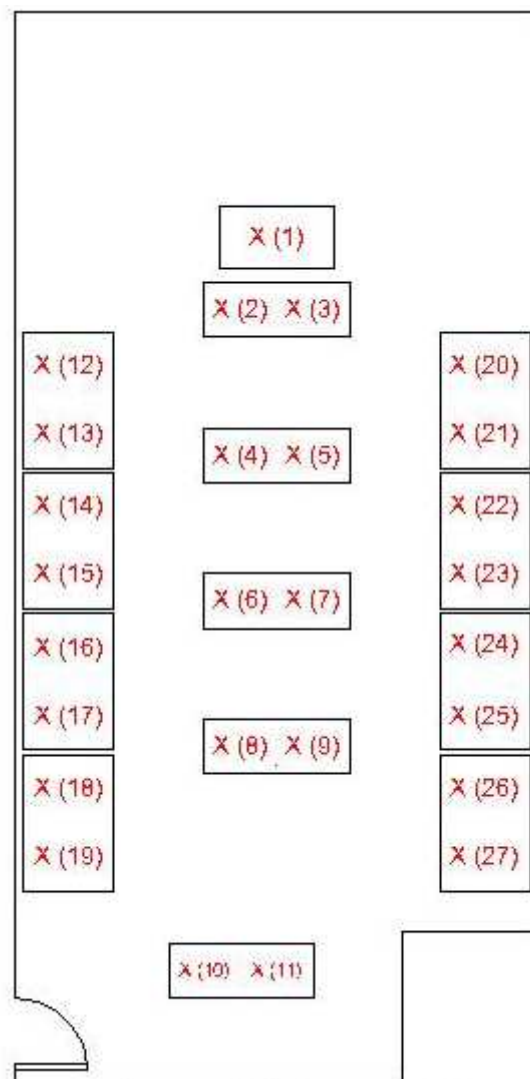 X (1)
X (2) X (3)
X (12) X (20)
X (13) X (4) X (5) X (21)
X (14) X (22)
X (15) X (6) X (7) X (23)
X (16) X (24)
X (17) X (8) X (9) X (25)
X (18) X (26)
X (19) X (27)
X (10) X (11)